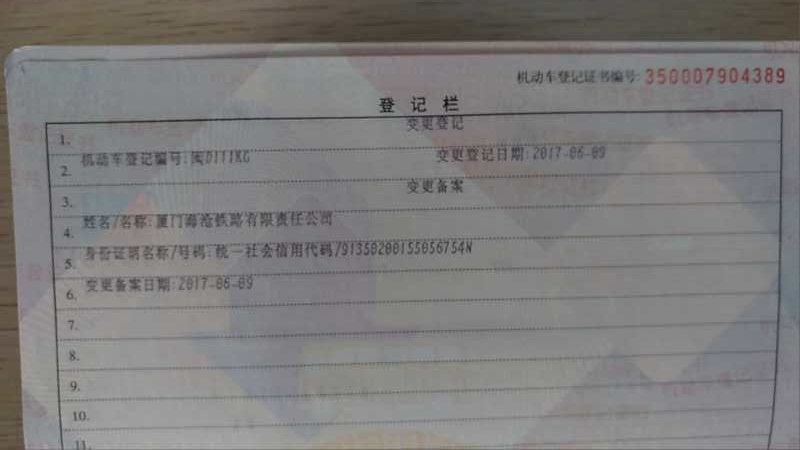 机动车登记证书编号: 350007904389
登记栏
1. 变更登记
2. 机动车登记编号:闽D111KG 变更登记日期:2017-06-09
3. 变更备案
4. 姓名/名称:厦门海沧铁路有限责任公司
5. 身份证明名称/号码:统一社会信用代码/91350200155056754N
6. 变更备案日期:2017-06-09
7.
8.
9.
10.
11.